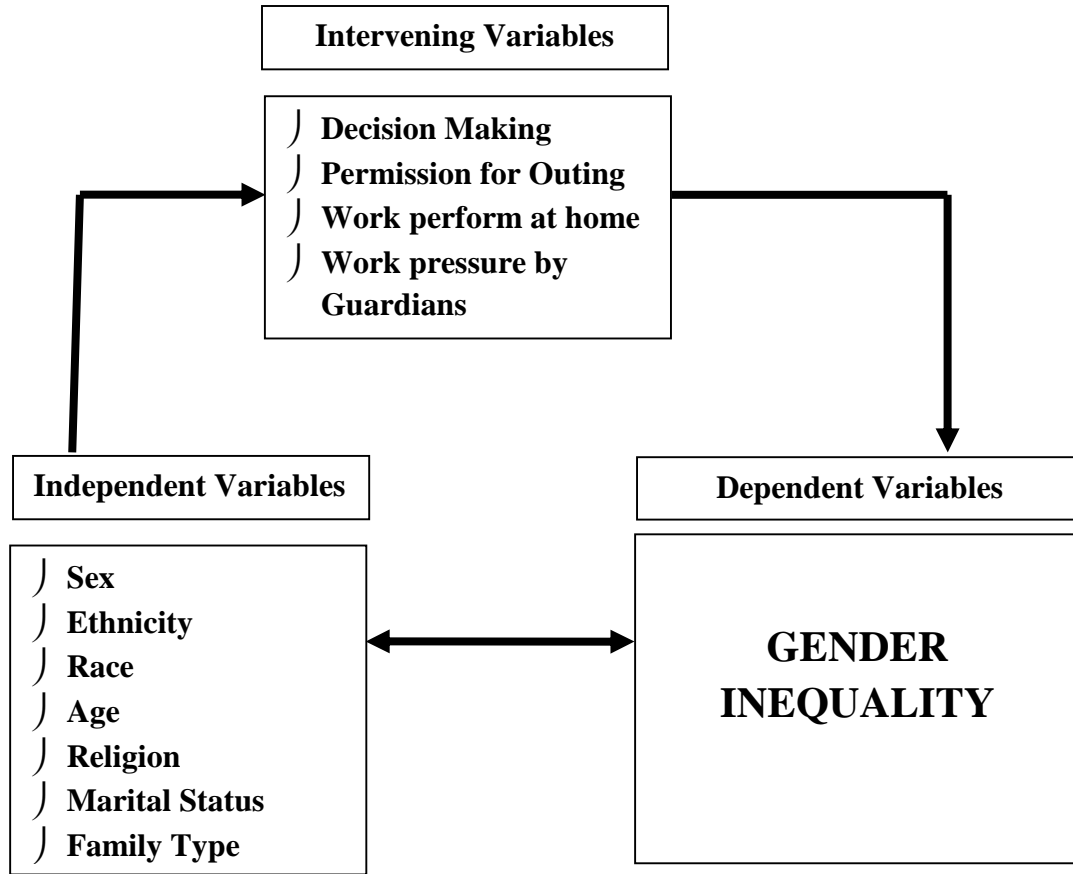 Intervening Variables
⌡ Decision Making
⌡ Permission for Outing
⌡ Work perform at home
⌡ Work pressure by
Guardians
Independent Variables
⌡ Sex
⌡ Ethnicity
⌡ Race
⌡ Age
⌡ Religion
⌡ Marital Status
⌡ Family Type
Dependent Variables
GENDER
INEQUALITY